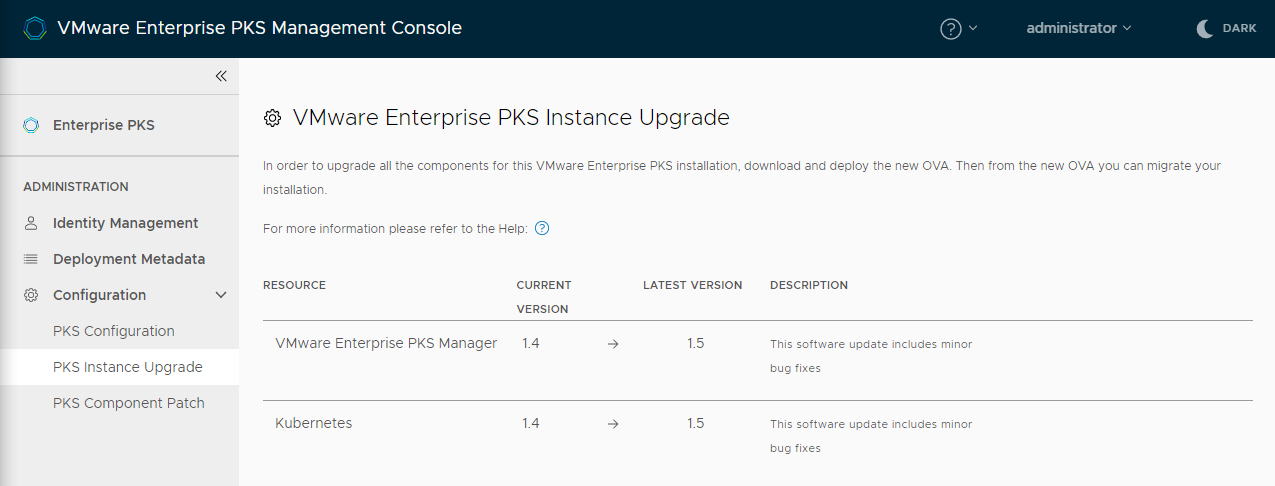 VMware Enterprise PKS Management Console
administrator
DARK
Enterprise PKS
ADMINISTRATION
Identity Management
Deployment Metadata
Configuration
PKS Configuration
PKS Instance Upgrade
PKS Component Patch
VMware Enterprise PKS Instance Upgrade
In order to upgrade all the components for this VMware Enterprise PKS installation, download and deploy the new OVA. Then from the new OVA you can migrate your
installation.
For more information please refer to the Help: ?
RESOURCE CURRENT VERSION LATEST VERSION DESCRIPTION
VMware Enterprise PKS Manager 1.4 → 1.5 This software update includes minor
bug fixes
Kubernetes 1.4 → 1.5 This software update includes minor
bug fixes